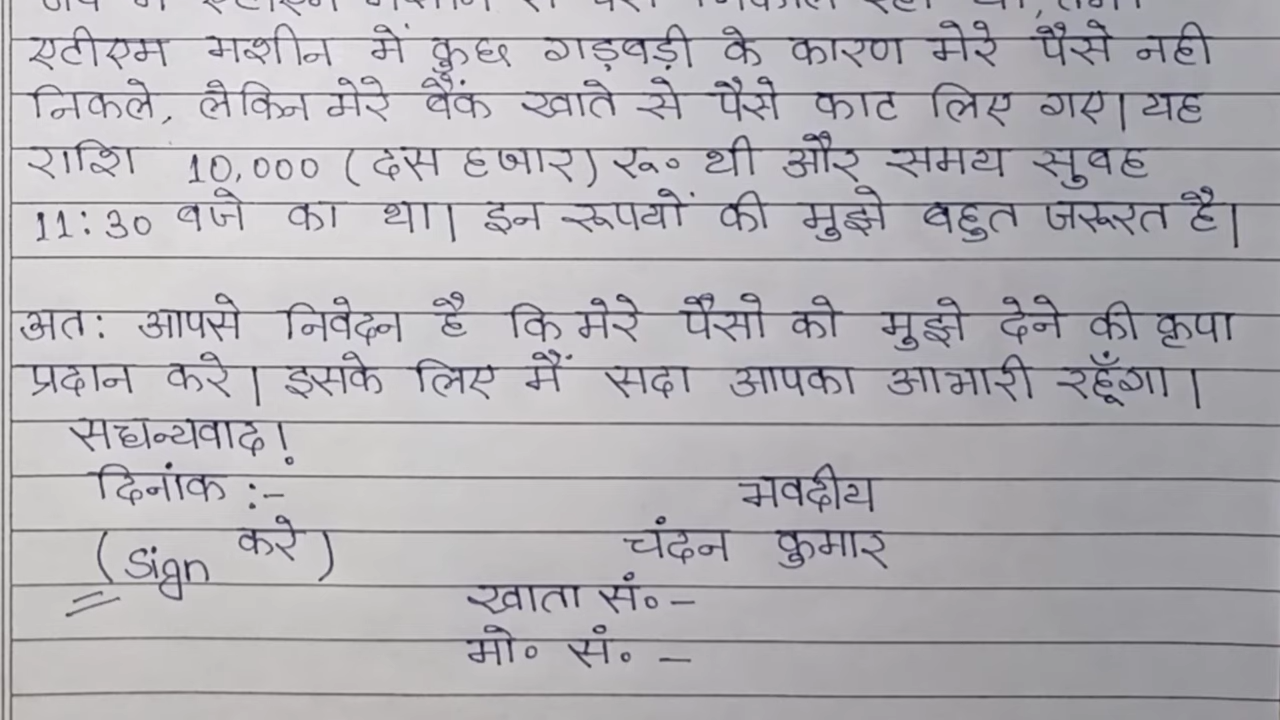 एटीएम मशीन में कुछ गड़बड़ी के कारण मेरे पैसे नही
निकले, लेकिन मेरे बैंक खाते से पैसे काट लिए गए। यह
राशि 10,000 (दस हजार) रू० थी और समय सुबह
11:30 बजे का था। इन रूपयों की मुझे बहुत जरूरत है।
अत: आपसे निवेदन है कि मेरे पैसो को मुझे देने की कृपा
प्रदान करे। इसके लिए मैं सदा आपका आभारी रहूँगा।
सधन्यवाद!
दिनांक :- भवदीय
(Sign करे) चंदन कुमार
खाता सं० –
मो० सं. –